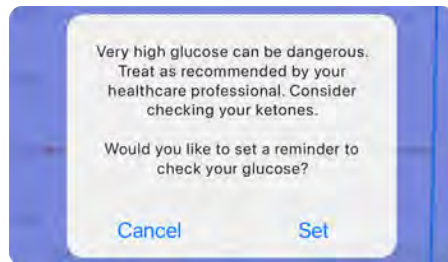 Very high glucose can be dangerous.
Treat as recommended by your
healthcare professional. Consider
checking your ketones.
Would you like to set a reminder to
check your glucose?
Cancel Set